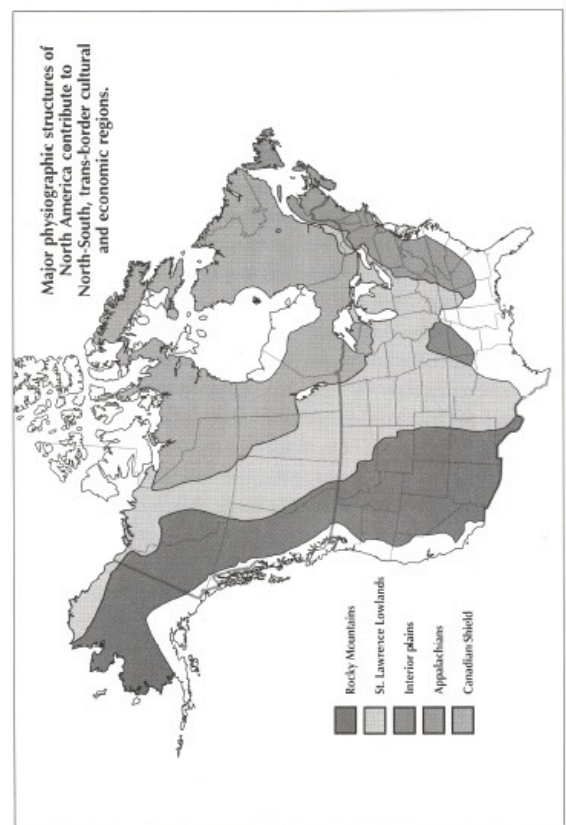 Major physiographic structures of
North America contribute to
North-South, trans-border cultural
and economic regions.
Rocky Mountains
St. Lawrence Lowlands
Interior plains
Appalachians
Canadian Shield